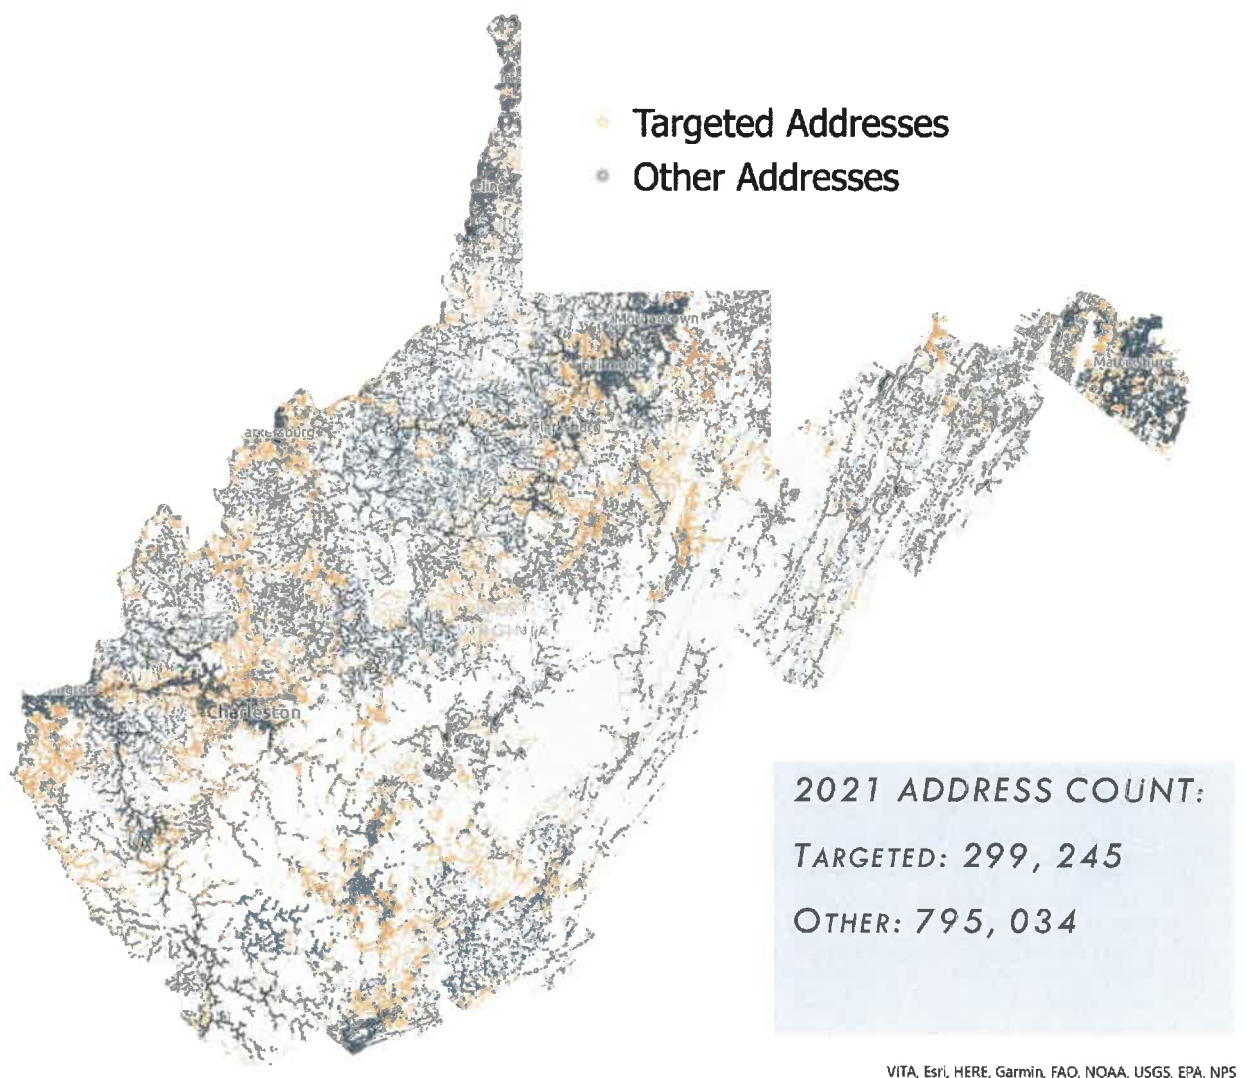 Targeted Addresses
Other Addresses
Charleston
2021 ADDRESS COUNT:
TARGETED: 299, 245
OTHER: 795, 034
VITA, Esri, HERE, Garmin, FAO, NOAA, USGS, EPA, NPS